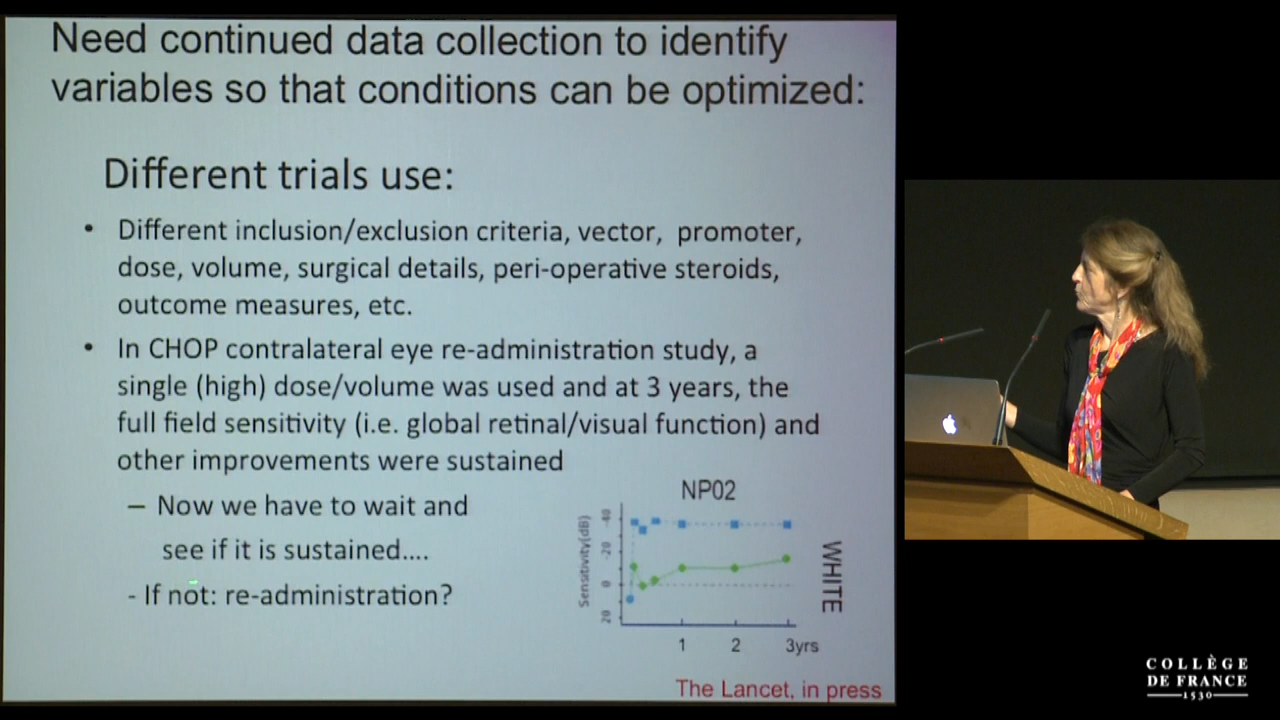 Need continued data collection to identify
variables so that conditions can be optimized:
Different trials use:
• Different inclusion/exclusion criteria, vector, promoter,
dose, volume, surgical details, peri-operative steroids,
outcome measures, etc.
• In CHOP contralateral eye re-administration study, a
single (high) dose/volume was used and at 3 years, the
full field sensitivity (i.e. global retinal/visual function) and
other improvements were sustained
– Now we have to wait and
see if it is sustained....
- If not: re-administration?
NP02
Sensitivity(dB)
-40
-20
0
20
1 2 3yrs
WHITE
The Lancet, in press
COLLÈGE
DE FRANCE
1530